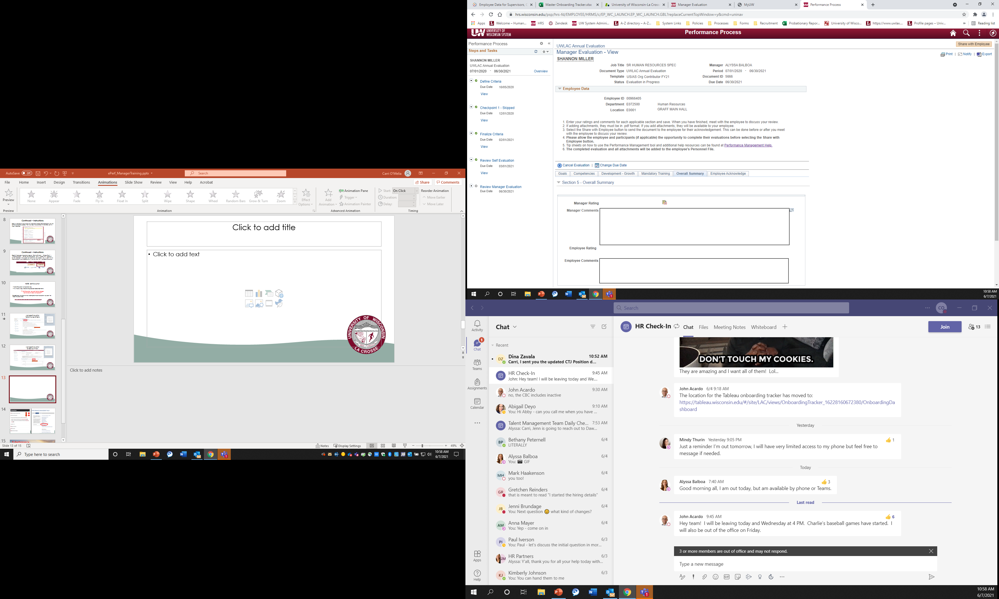 AutoSave Off ePerf_ManagerTraining.pptx Search Carri O'Melia
File Home Insert Design Transitions Animations Slide Show Review View Help Acrobat Share Comments
Preview None Appear Fade Fly In Float In Split Wipe Shape Wheel Random Bars Grow & Turn Zoom
Effect Options Add Animation Animation Pane Trigger Animation Painter
Start: On Click Duration: Delay: Reorder Animation Move Earlier Move Later
Preview Animation Advanced Animation Timing
8
Continued – Instructions
9
Continued – Instructions
10
11
Manager Evaluation
12
Manager Evaluation
Overall Summary
13
14
15
Click to add title
• Click to add text
UNIVERSITY OF WISCONSIN
LA CROSSE
Click to add notes
Slide 13 of 15 Notes Display Settings 49%
Type here to search
10:58 AM
6/7/2021
Employee Data for Supervisors, C Master Onboarding Tracker.xlsx University of Wisconsin-La Cross Manager Evaluation MyUW Performance Process
hrs.wisconsin.edu/psp/hrs-fd/EMPLOYEE/HRMS/c/EP_WC_LAUNCH.EP_WC_LAUNCH.GBL?replaceCurrentTopWindow=y&cmd=uninav
Apps Welcome – Human... HRS Zendesk UW System Admini... A-Z directory – A-Z... System Links Policies Processes Forms Recruitment Probationary Repor... University of Wisco... https://www.uwlax.... Profile pages – Univ... » Reading list
UW UNIVERSITY OF
WISCONSIN SYSTEM
Performance Process
Performance Process «
Steps and Tasks
SHANNON MILLER
UWLAC Annual Evaluation
07/01/2020 - 06/30/2021 Overview
Define Criteria
Due Date 10/05/2020
View
Checkpoint 1 - Skipped
Due Date 12/01/2020
View
Finalize Criteria
Due Date 02/01/2021
View
Review Self Evaluation
Due Date 03/01/2021
View
Review Manager Evaluation
Due Date 06/30/2021
Share with Employee
UWLAC Annual Evaluation
Manager Evaluation - View
Print | Notify | Export
SHANNON MILLER
Job Title SR HUMAN RESOURCES SPEC Manager ALYSSA BALBOA
Document Type UWLAC Annual Evaluation Period 07/01/2020 - 06/30/2021
Template US/AS Org Contributor FY21 Document ID 5666
Status Evaluation in Progress Due Date 06/30/2021
Employee Data
Employee ID 00966405
Department E072500 Human Resources
Location E0001 GRAFF MAIN HALL
1. Enter your ratings and comments for each applicable section and save. When you have finished, meet with the employee to discuss your review.
2. If adding attachments, they must be in .pdf format. If you add attachments, they will be available to your employee.
3. Select the Share with Employee button to send the document to the employee for their acknowledgement. This can be done before or after you meet
with the employee to discuss your review.
4. Please allow the employee and participants (if applicable) the opportunity to complete their evaluations before selecting the Share with
Employee button.
5. Tip sheets on how to use the Performance Management tool and additional help resources can be found at Performance Management Help.
6. The completed evaluation and all attachments will be added to the employee's Personnel File.
Cancel Evaluation | Change Due Date
Goals Competencies Development - Growth Mandatory Training Overall Summary Employee Acknowledge
Section 5 - Overall Summary
Manager Rating
Manager Comments
Employee Rating
Employee Comments
10:58 AM
6/7/2021
Search
CO
Activity
Chat
1
Teams
Assignments
Calendar
Apps
Help
Chat
Recent
DZ Dina Zavala 10:52 AM
Carri, I sent you the updated CTJ Position d...
HR Check-In 9:45 AM
John: Hey team! I will be leaving today and We...
John Acardo 9:30 AM
no, the CBC includes inactive
Abigail Deyo 9:10 AM
You: Hi Abby - can you call me when you have ...
Talent Management Team Daily Che... 7:53 AM
Alyssa: Carri, Jenn is going to reach out to Daw...
BP Bethany Peternell 6/4
LITERALLY
Alyssa Balboa 6/4
You: GIF
MH Mark Haakenson 6/4
you too!
GR Gretchen Reinders 6/4
that is meant to read "I started the hiring details"
JB Jenni Brundage 6/4
You: Next question 🙂 what kind of changes?
AM Anna Mayer 6/4
You: Yep - come on in
PI Paul Iverson 6/3
You: Paul - let's discuss the initial question in mor...
SM HR Partners 6/3
Alyssa: Y'all, thank you for all your help today with...
KJ Kimberly Johnson 6/3
You: You can hand them to me
HR Check-In Chat Files Meeting Notes Whiteboard Join 13
DON'T TOUCH MY COOKIES.
They are amazing and I want all of them! Lol...
John Acardo 6/4 9:18 AM
The location for the Tableau onboarding tracker has moved to:
https://tableau.wisconsin.edu/#/site/LAC/views/OnboardingTracker_16228160672380/OnboardingDa
shboard
Yesterday
Mindy Thurin Yesterday 9:05 PM 👍 1
Just a reminder I'm out tomorrow, I will have very limited access to my phone but feel free to
message if needed.
Today
Alyssa Balboa 7:40 AM 👍 3
Good morning all, I am out today, but am available by phone or Teams.
Last read
John Acardo 9:45 AM 👍 6
Hey team! I will be leaving today and Wednesday at 4 PM. Charlie's baseball games have started. I
will also be out of the office on Friday.
3 or more members are out of office and may not respond.
Type a new message
GIF
10:58 AM
6/7/2021